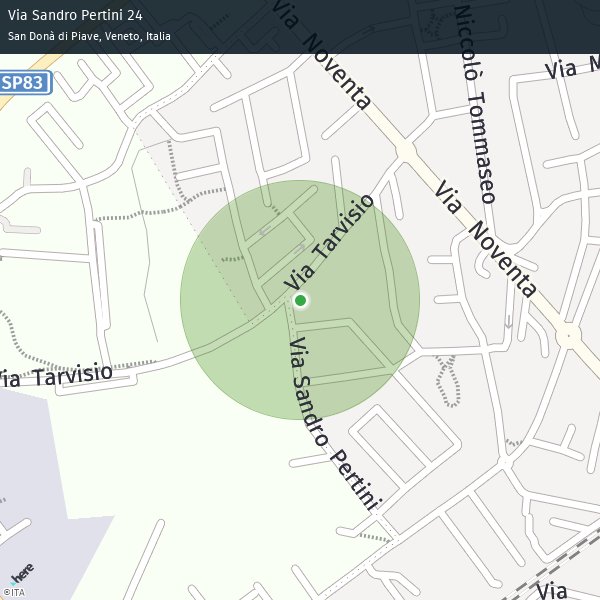 Via Sandro Pertini 24
San Donà di Piave, Veneto, Italia
SP83
Via Noventa
Niccolò Tommaseo
Via M
Via Tarvisio
Via Noventa
ia Tarvisio
Via Sandro Pertini
here
©ITA
Via